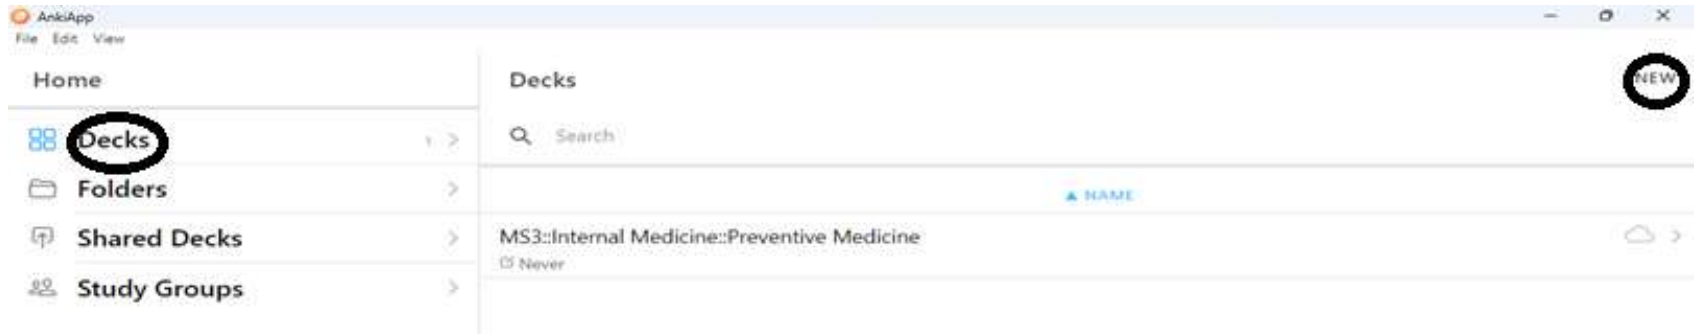 AnkiApp
File Edit View
Home
Decks 1
Folders
Shared Decks
Study Groups
Decks
NEW
Search
▲ NAME
MS3::Internal Medicine::Preventive Medicine
Never